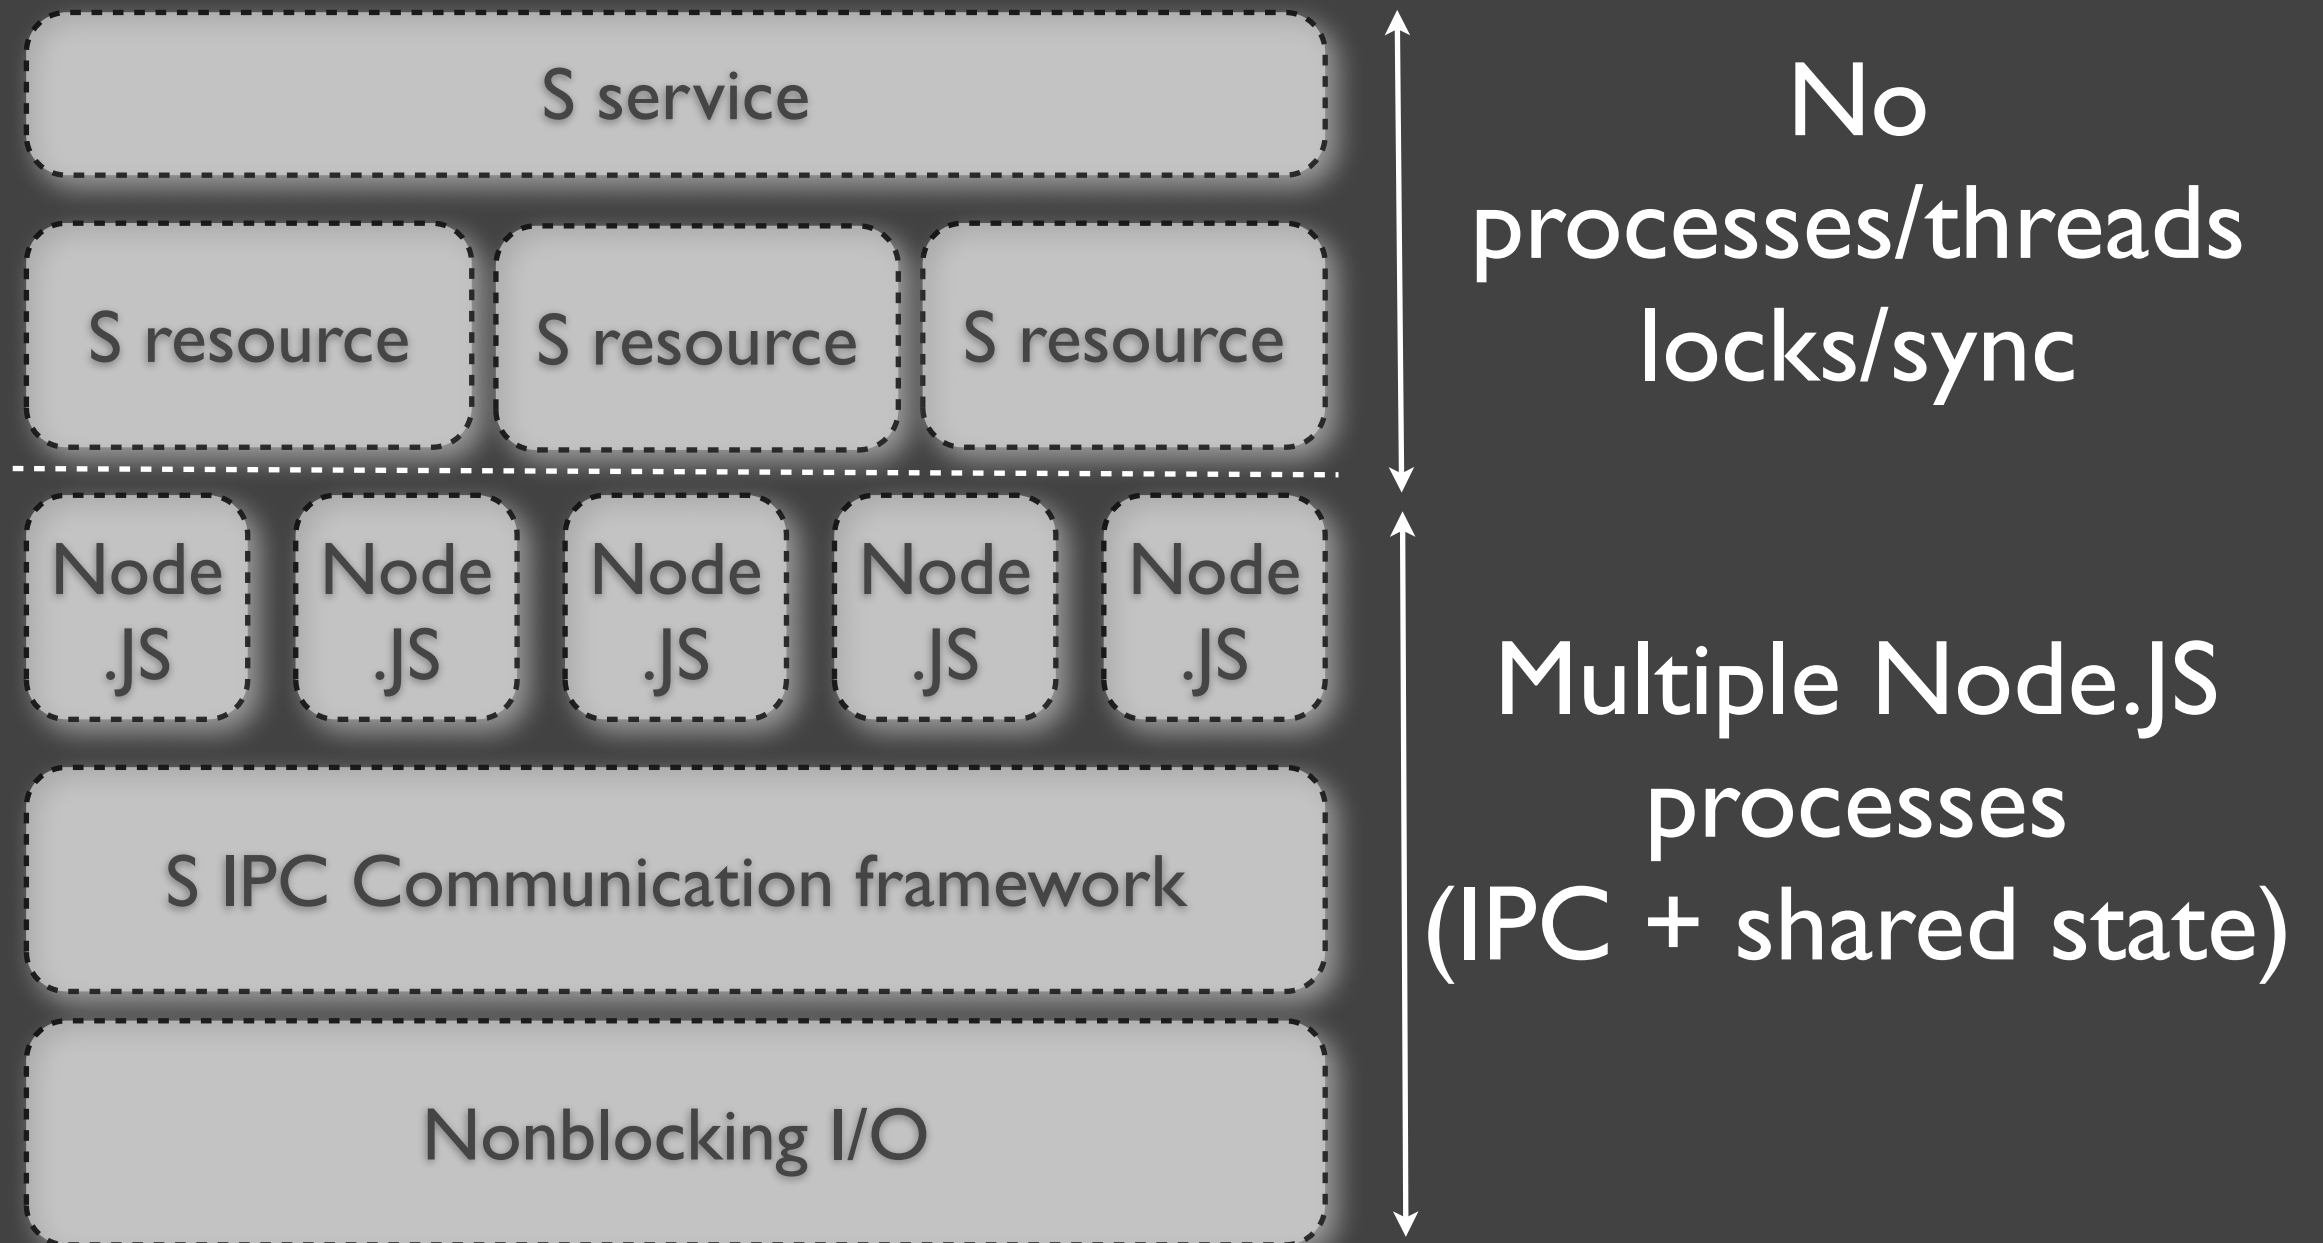 S service
No
processes/threads
locks/sync
S resource
S resource
S resource
Node
.JS
Node
.JS
Node
.JS
Node
.JS
Node
.JS
Multiple Node.JS
processes
(IPC + shared state)
S IPC Communication framework
Nonblocking I/O